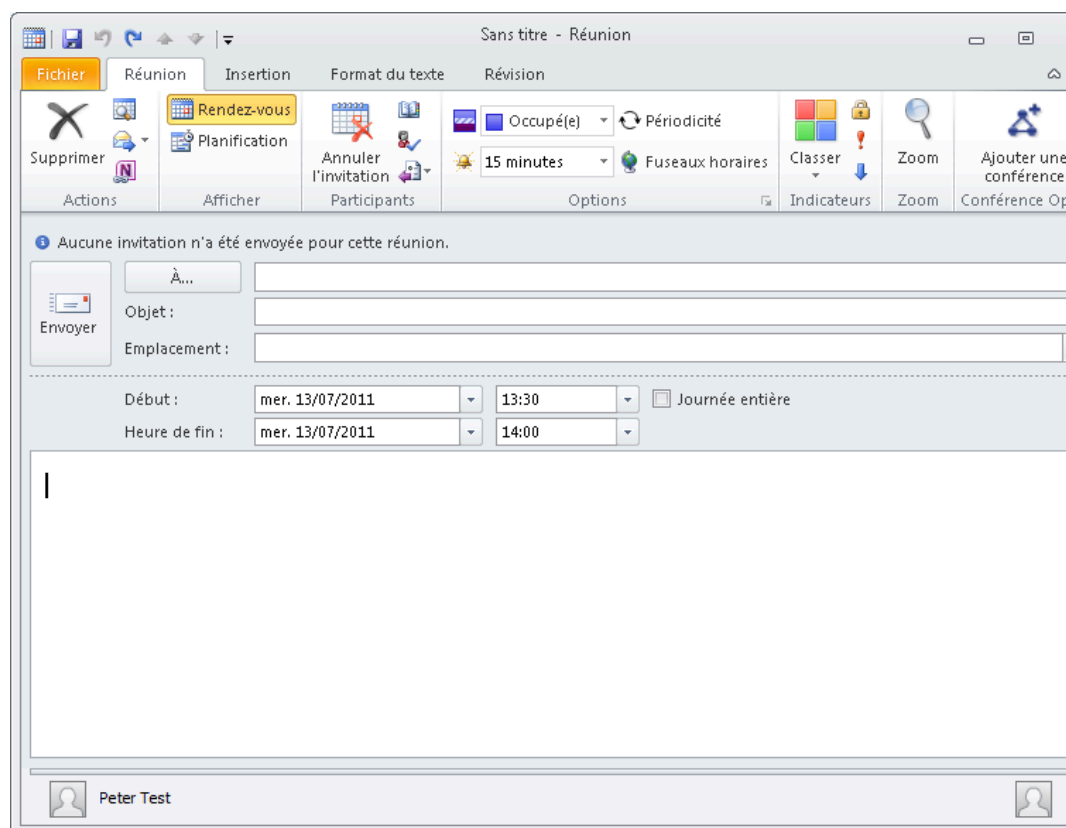 Sans titre - Réunion
Fichier Réunion Insertion Format du texte Révision
Rendez-vous Occupé(e) Périodicité
Planification
Supprimer Annuler l'invitation 15 minutes Fuseaux horaires Classer Zoom Ajouter une conférence
Actions Afficher Participants Options Indicateurs Zoom Conférence Op
Aucune invitation n'a été envoyée pour cette réunion.
À...
Objet :
Envoyer
Emplacement :
Début : mer. 13/07/2011 13:30 Journée entière
Heure de fin : mer. 13/07/2011 14:00
Peter Test